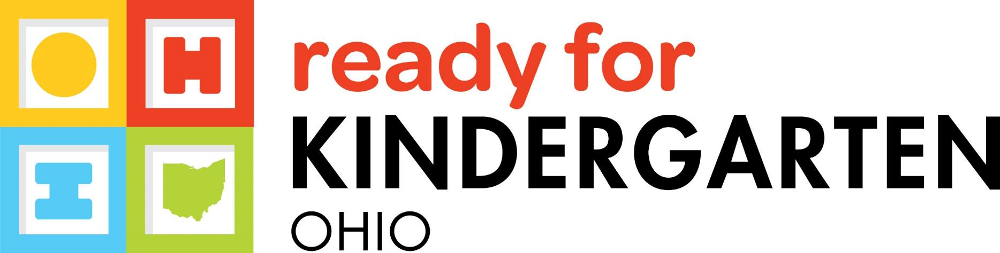 O H
I
ready for
KINDERGARTEN
OHIO